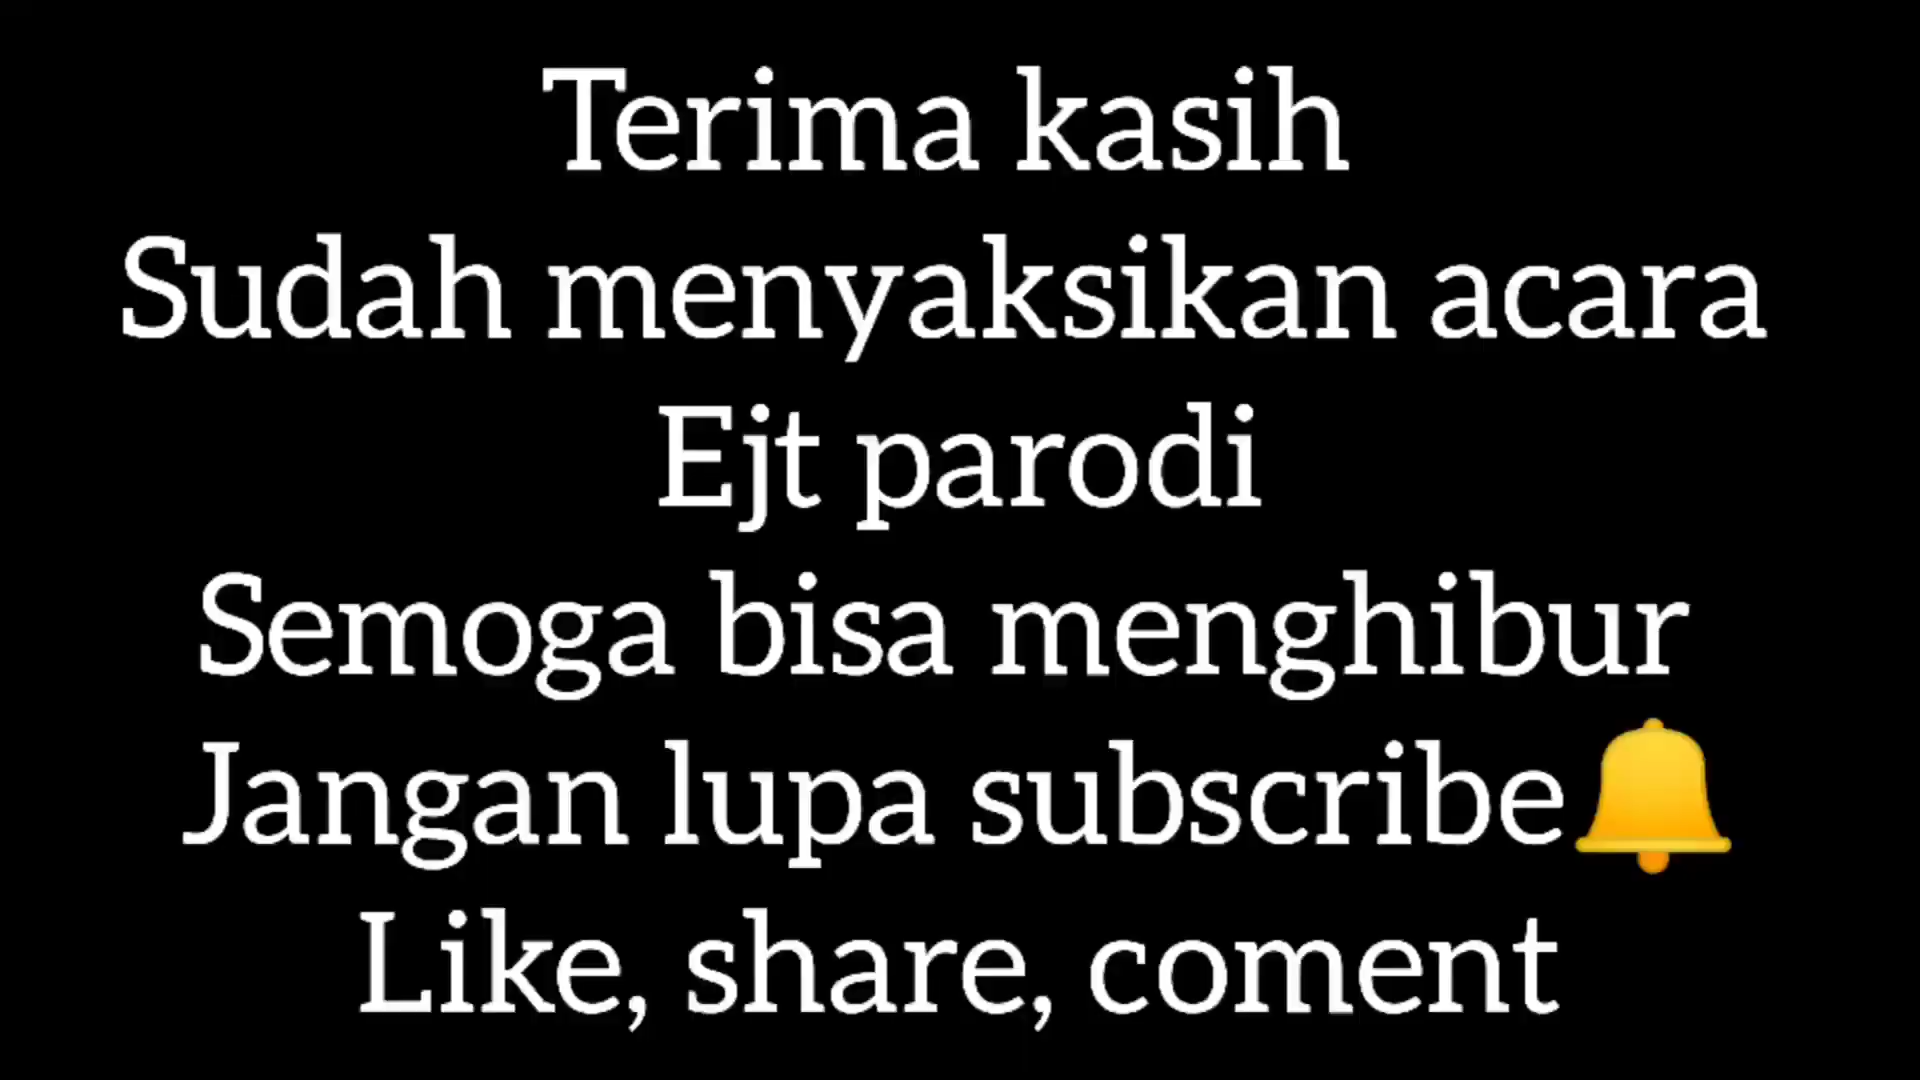 Terima kasih
Sudah menyaksikan acara
Ejt parodi
Semoga bisa menghibur
Jangan lupa subscribe🔔
Like, share, coment